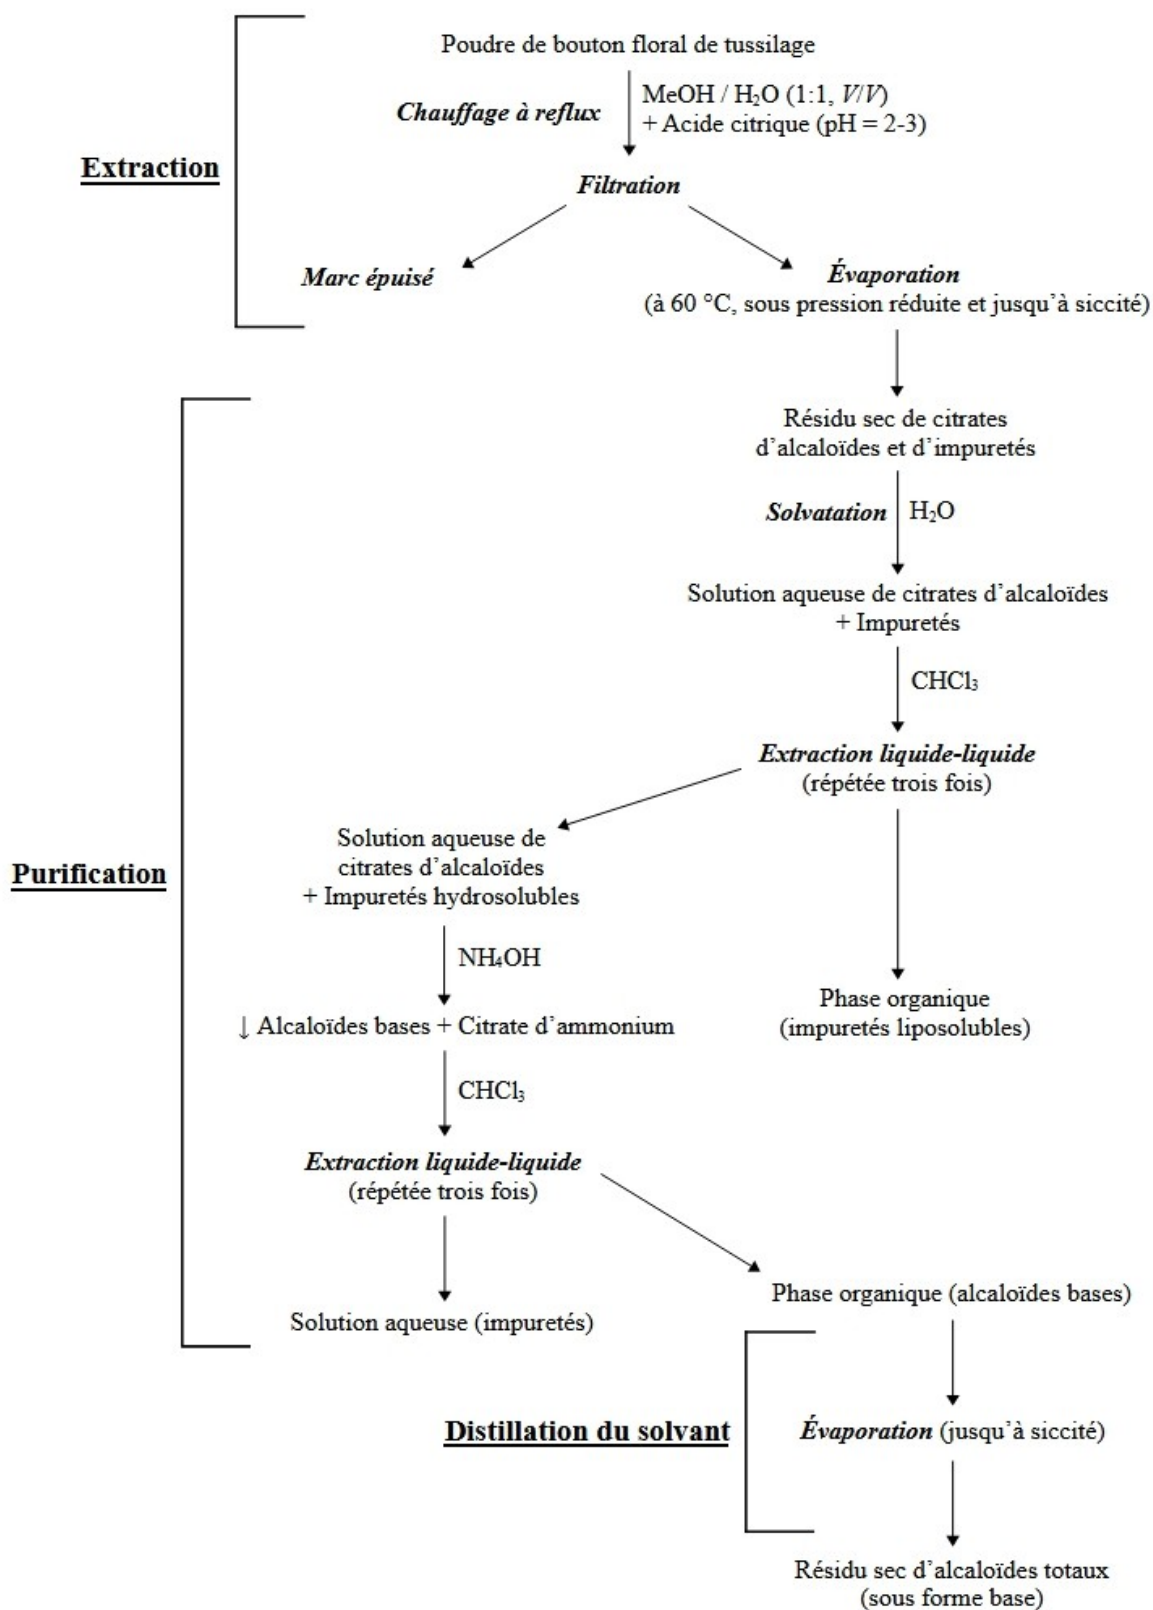 Poudre de bouton floral de tussilage
Chauffage à reflux
MeOH / H₂O (1:1, V/V)
+ Acide citrique (pH = 2-3)
Extraction
Filtration
Marc épuisé
Évaporation
(à 60 °C, sous pression réduite et jusqu’à siccité)
Résidu sec de citrates
d’alcaloïdes et d’impuretés
Solvatation
H₂O
Solution aqueuse de citrates d’alcaloïdes
+ Impuretés
CHCl₃
Extraction liquide-liquide
(répétée trois fois)
Solution aqueuse de
citrates d’alcaloïdes
+ Impuretés hydrosolubles
Purification
NH₄OH
Phase organique
(impuretés liposolubles)
↓ Alcaloïdes bases + Citrate d’ammonium
CHCl₃
Extraction liquide-liquide
(répétée trois fois)
Phase organique (alcaloïdes bases)
Solution aqueuse (impuretés)
Distillation du solvant
Évaporation (jusqu’à siccité)
Résidu sec d’alcaloïdes totaux
(sous forme base)